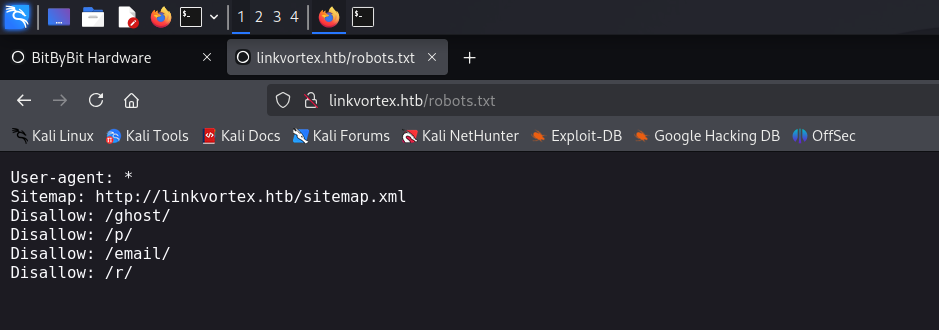 1 2 3 4
BitByBit Hardware
linkvortex.htb/robots.txt
linkvortex.htb/robots.txt
Kali Linux Kali Tools Kali Docs Kali Forums Kali NetHunter Exploit-DB Google Hacking DB OffSec
User-agent: *
Sitemap: http://linkvortex.htb/sitemap.xml
Disallow: /ghost/
Disallow: /p/
Disallow: /email/
Disallow: /r/